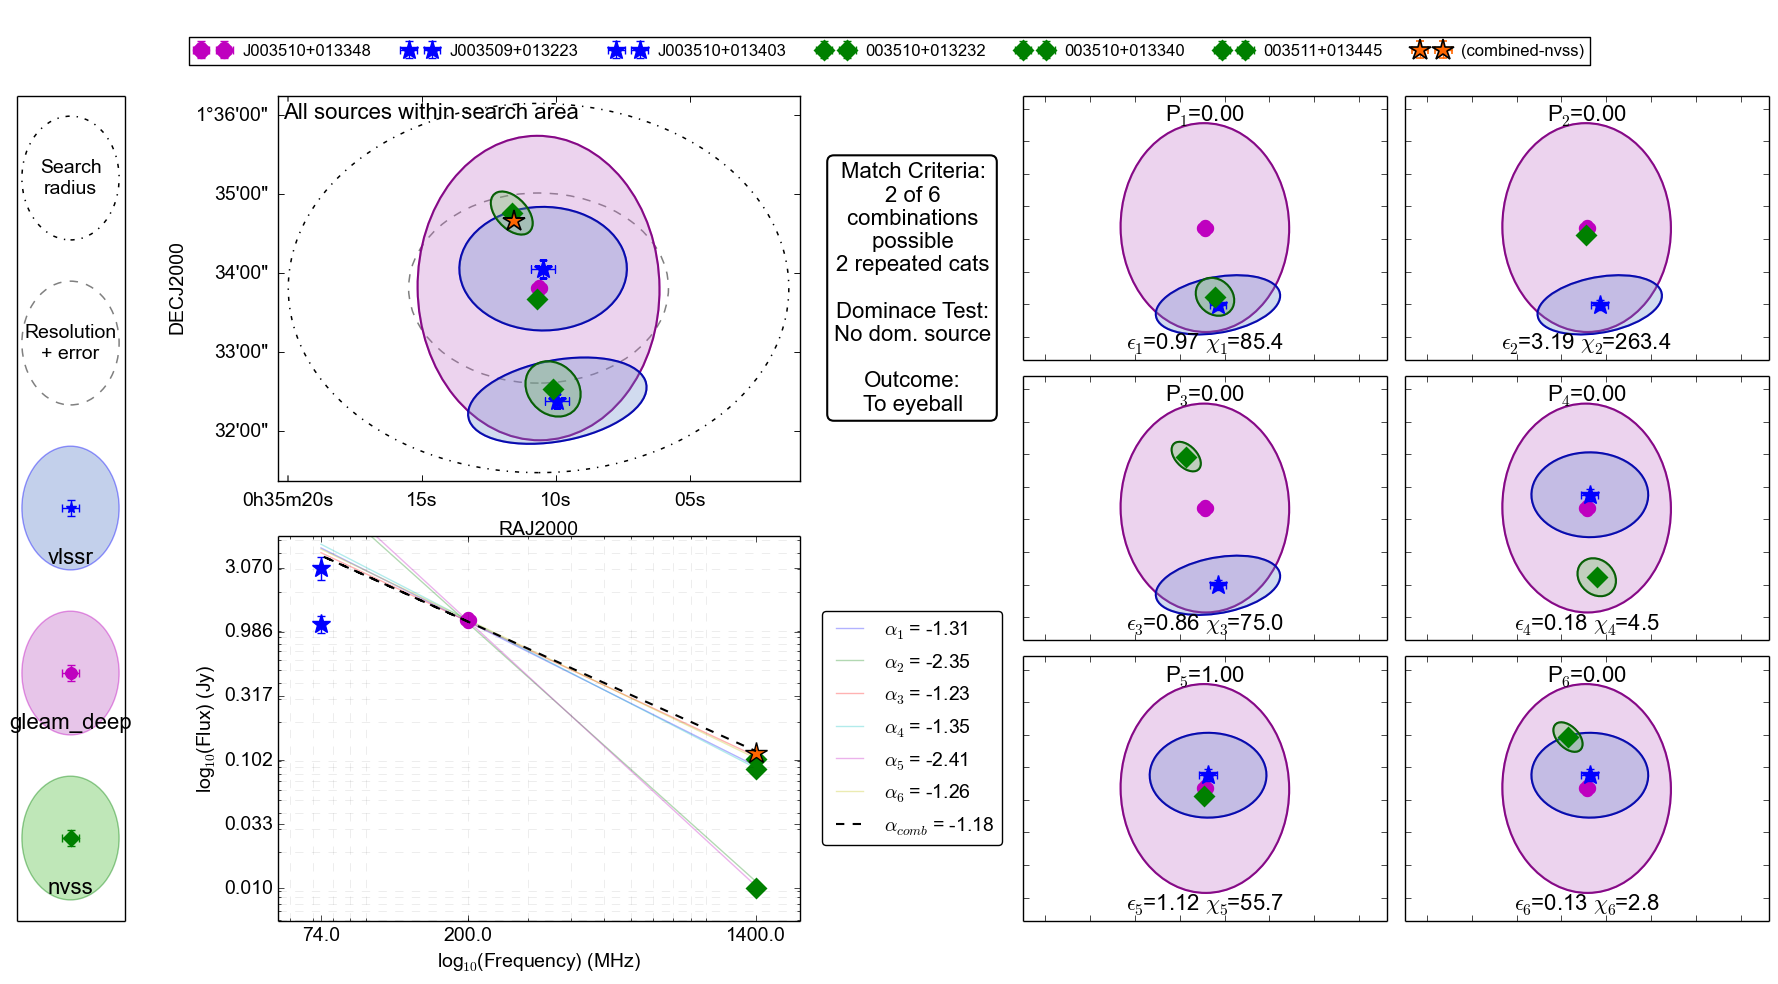 J003510+013348 J003509+013223 J003510+013403 003510+013232 003510+013340 003511+013445 (combined-nvss)
Search
radius
Resolution
+ error
vlssr
gleam_deep
nvss
All sources within search area
DECJ2000
1°36'00"
35'00"
34'00"
33'00"
32'00"
0h35m20s 15s 10s 05s
RAJ2000
log10(Flux) (Jy)
3.070
0.986
0.317
0.102
0.033
0.010
74.0 200.0 1400.0
log10(Frequency) (MHz)
Match Criteria:
2 of 6
combinations
possible
2 repeated cats
Dominace Test:
No dom. source
Outcome:
To eyeball
α1 = -1.31
α2 = -2.35
α3 = -1.23
α4 = -1.35
α5 = -2.41
α6 = -1.26
αcomb = -1.18
P1=0.00
ϵ1=0.97 χ1=85.4
P2=0.00
ϵ2=3.19 χ2=263.4
P3=0.00
ϵ3=0.86 χ3=75.0
P4=0.00
ϵ4=0.18 χ4=4.5
P5=1.00
ϵ5=1.12 χ5=55.7
P6=0.00
ϵ6=0.13 χ6=2.8